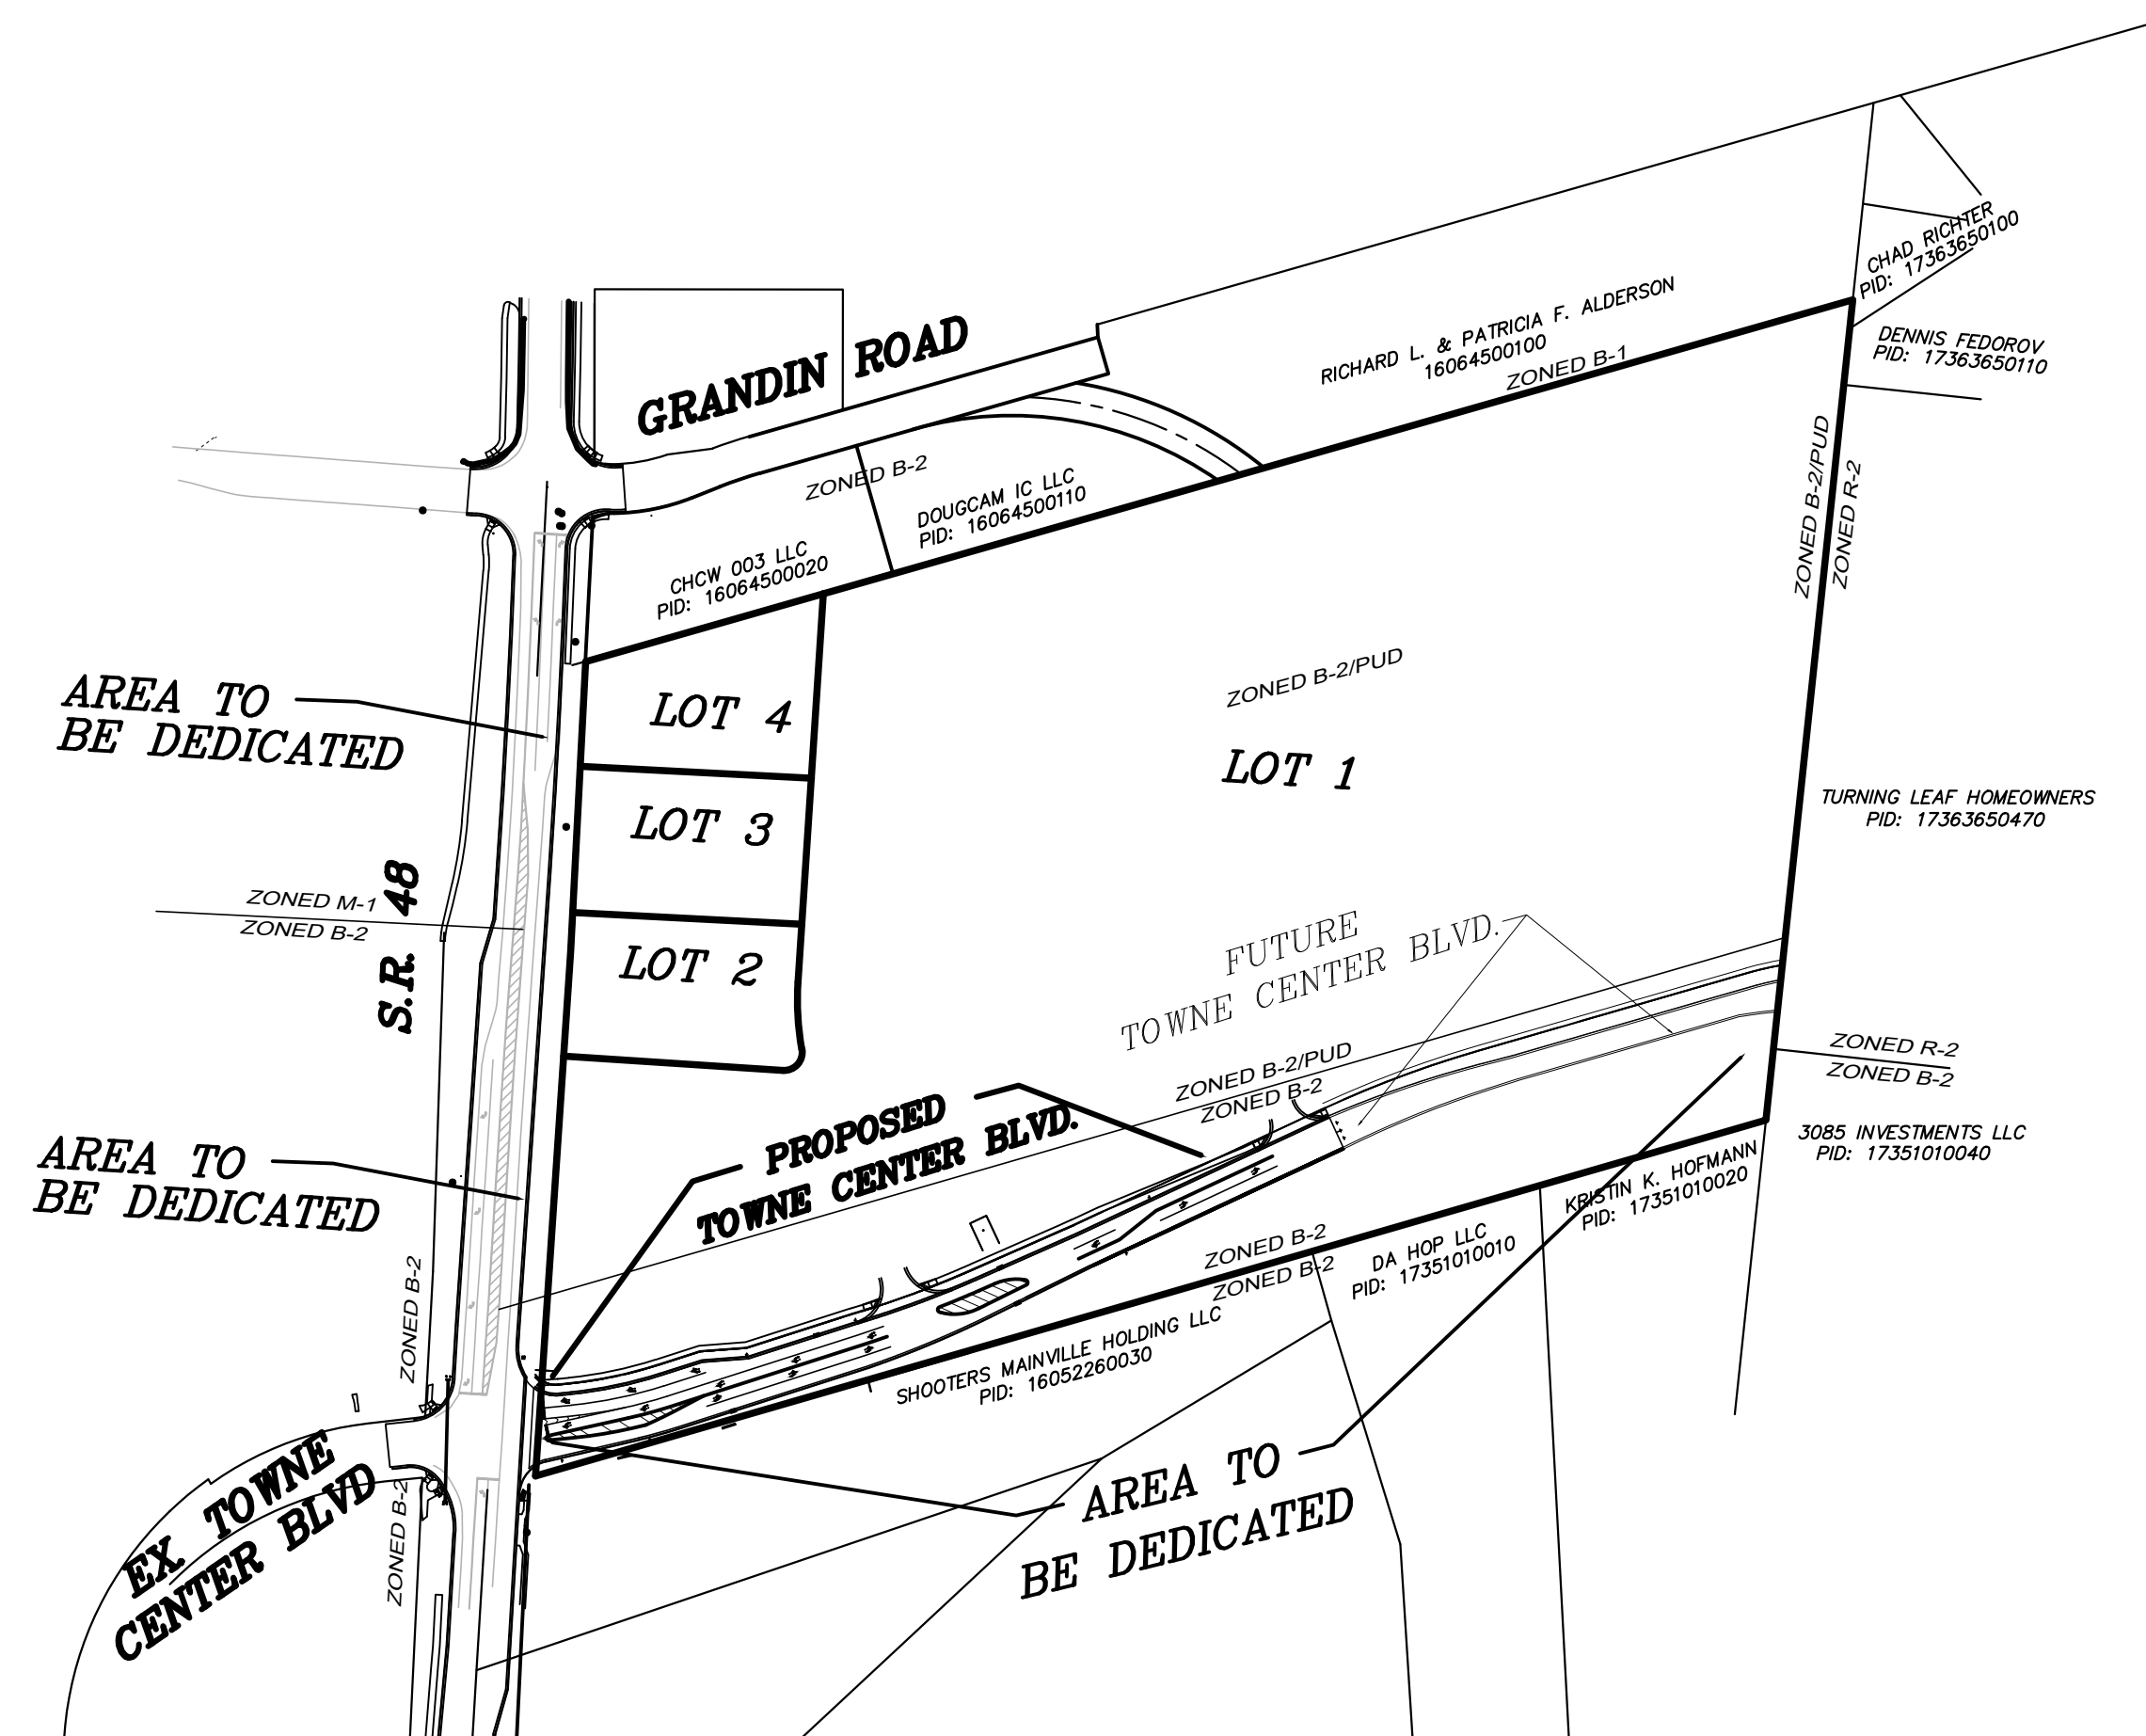 CHAD RICHTER
PID: 17363650100
GRANDIN ROAD
RICHARD L. & PATRICIA F. ALDERSON
16064500100
ZONED B-1
DENNIS FEDOROV
PID: 17363650110
ZONED B-2
DOUGCAM IC LLC
PID: 16064500110
CHCW 003 LLC
PID: 16064500020
ZONED B-2/PUD
ZONED R-2
AREA TO
BE DEDICATED
LOT 4
ZONED B-2/PUD
LOT 1
LOT 3
TURNING LEAF HOMEOWNERS
PID: 17363650470
S.R. 48
ZONED M-1
ZONED B-2
LOT 2
FUTURE
TOWNE CENTER BLVD.
ZONED B-2/PUD
ZONED B-2
ZONED R-2
ZONED B-2
PROPOSED
TOWNE CENTER BLVD.
3085 INVESTMENTS LLC
PID: 17351010040
AREA TO
BE DEDICATED
KRISTIN K. HOFMANN
PID: 17351010020
ZONED B-2
ZONED B-2
DA HOP LLC
PID: 17351010010
ZONED B-2
SHOOTERS MAINVILLE HOLDING LLC
PID: 16052260030
AREA TO
BE DEDICATED
EX. TOWNE
CENTER BLVD
ZONED B-2